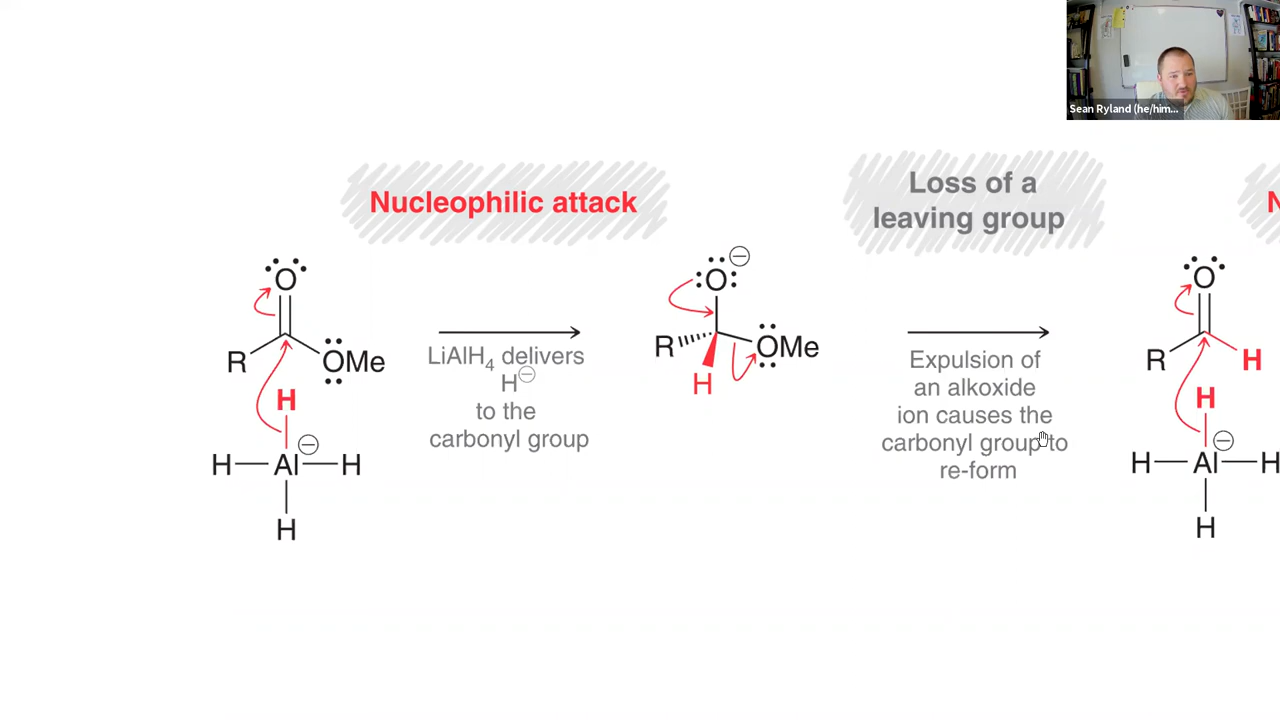 Sean Ryland (he/him...
Nucleophilic attack
Loss of a
leaving group
N
O
R
OMe
H
H
Al
H
H
LiAlH4 delivers
H⊖
to the
carbonyl group
⊖
O
R
OMe
H
Expulsion of
an alkoxide
ion causes the
carbonyl group to
re-form
O
R
H
H
⊖
H
Al
H
H